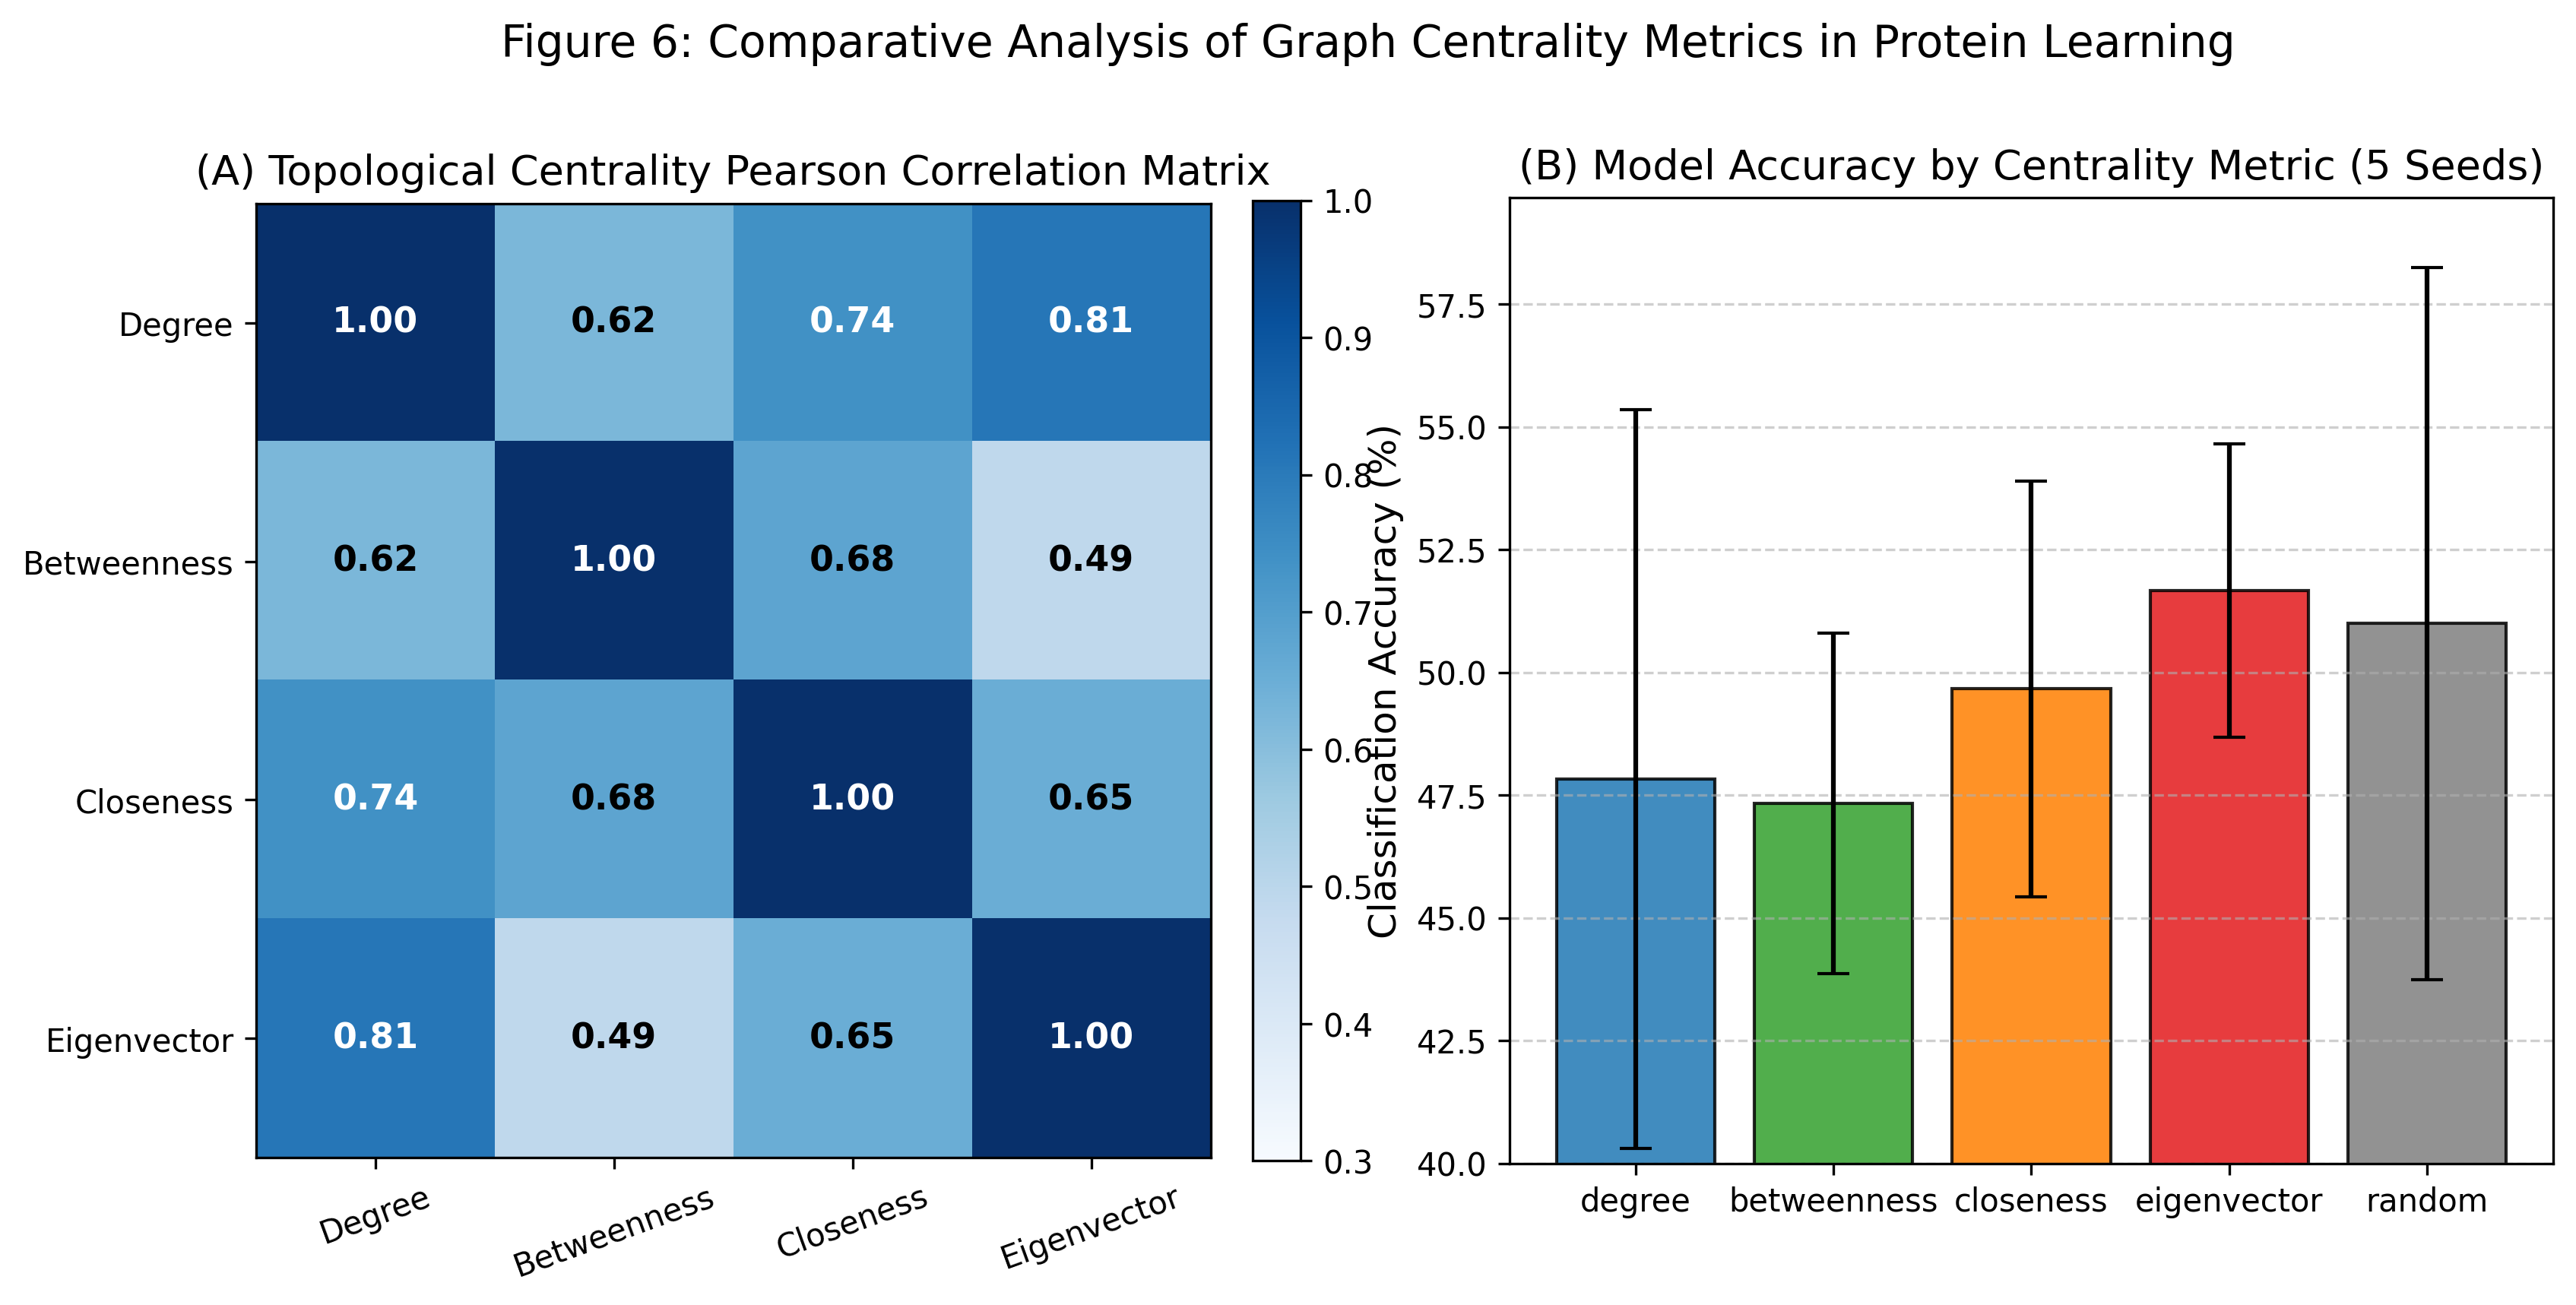 Figure 6: Comparative Analysis of Graph Centrality Metrics in Protein Learning
(A) Topological Centrality Pearson Correlation Matrix
Degree
1.00 0.62 0.74 0.81
Betweenness
0.62 1.00 0.68 0.49
Closeness
0.74 0.68 1.00 0.65
Eigenvector
0.81 0.49 0.65 1.00
Degree Betweenness Closeness Eigenvector
1.0
0.9
0.8
0.7
0.6
0.5
0.4
0.3
(B) Model Accuracy by Centrality Metric (5 Seeds)
Classification Accuracy (%)
57.5
55.0
52.5
50.0
47.5
45.0
42.5
40.0
degree betweenness closeness eigenvector random